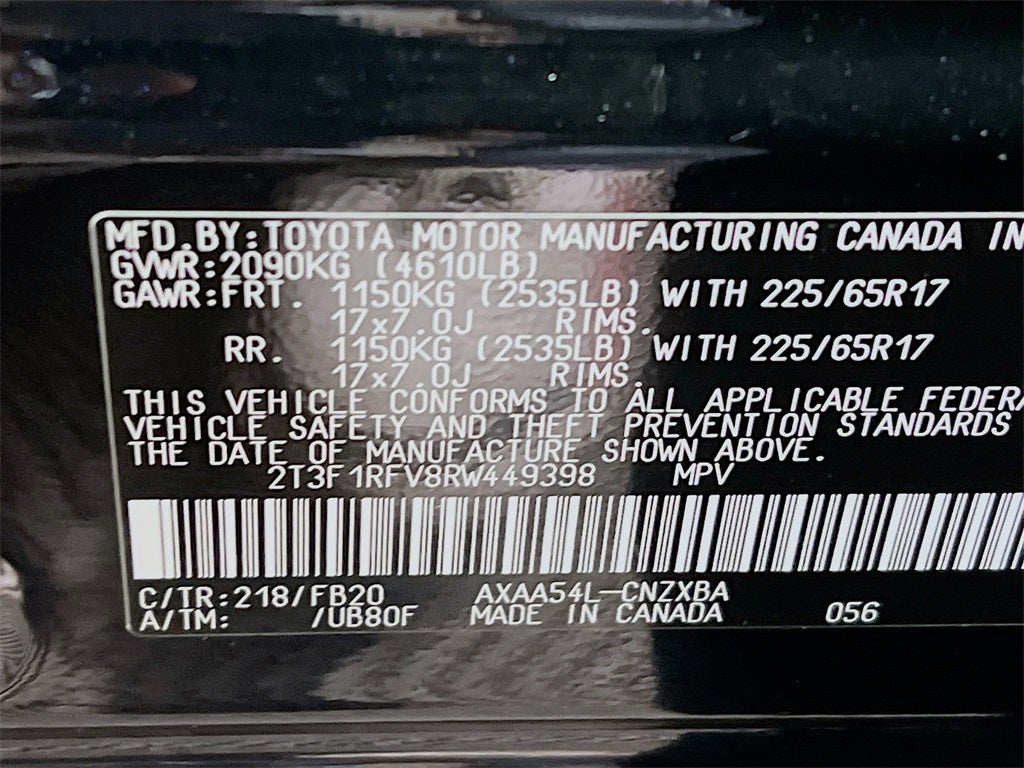 MFD.BY:TOYOTA MOTOR MANUFACTURING CANADA IN
GVWR:2090KG (4610LB)
GAWR:FRT. 1150KG (2535LB) WITH 225/65R17
17x7.0J RIMS.
RR. 1150KG (2535LB) WITH 225/65R17
17x7.0J RIMS.
THIS VEHICLE CONFORMS TO ALL APPLICABLE FEDERA
VEHICLE SAFETY AND THEFT PREVENTION STANDARDS
THE DATE OF MANUFACTURE SHOWN ABOVE.
2T3F1RFV8RW449398 MPV
C/TR:218/FB20 AXAA54L-CNZXBA
A/TM: /UB80F MADE IN CANADA 056